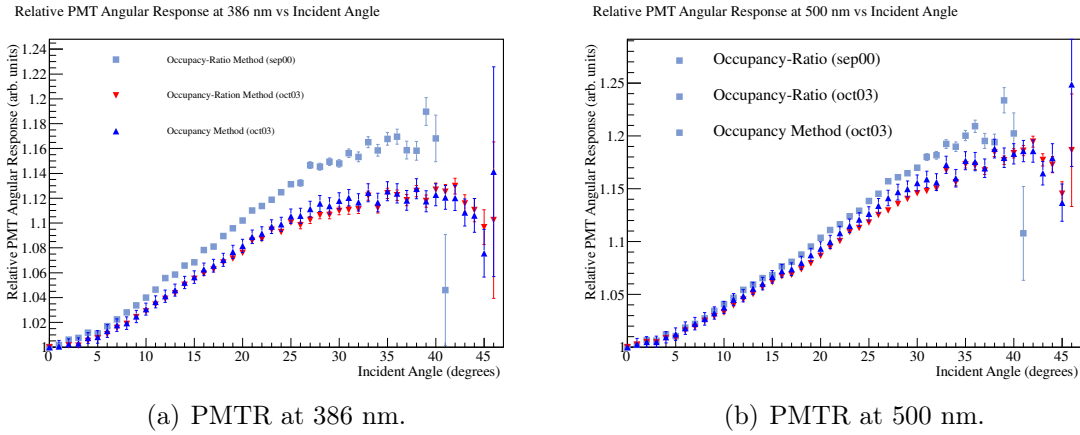 Relative PMT Angular Response at 386 nm vs Incident Angle
Relative PMT Angular Response (arb. units)
1.24
1.22
1.2
1.18
1.16
1.14
1.12
1.1
1.08
1.06
1.04
1.02
Occupancy-Ratio Method (sep00)
Occupancy-Ration Method (oct03)
Occupancy Method (oct03)
0 5 10 15 20 25 30 35 40 45
Incident Angle (degrees)
(a) PMTR at 386 nm.
Relative PMT Angular Response at 500 nm vs Incident Angle
Relative PMT Angular Response (arb. units)
1.25
1.2
1.15
1.1
1.05
Occupancy-Ratio (sep00)
Occupancy-Ratio (oct03)
Occupancy Method (oct03)
0 5 10 15 20 25 30 35 40 45
Incident Angle (degrees)
(b) PMTR at 500 nm.